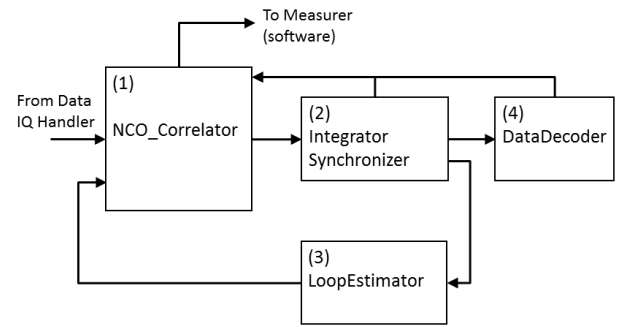 To Measurer
(software)
From Data
IQ Handler
(1)
NCO_Correlator
(2)
Integrator
Synchronizer
(4)
DataDecoder
(3)
LoopEstimator